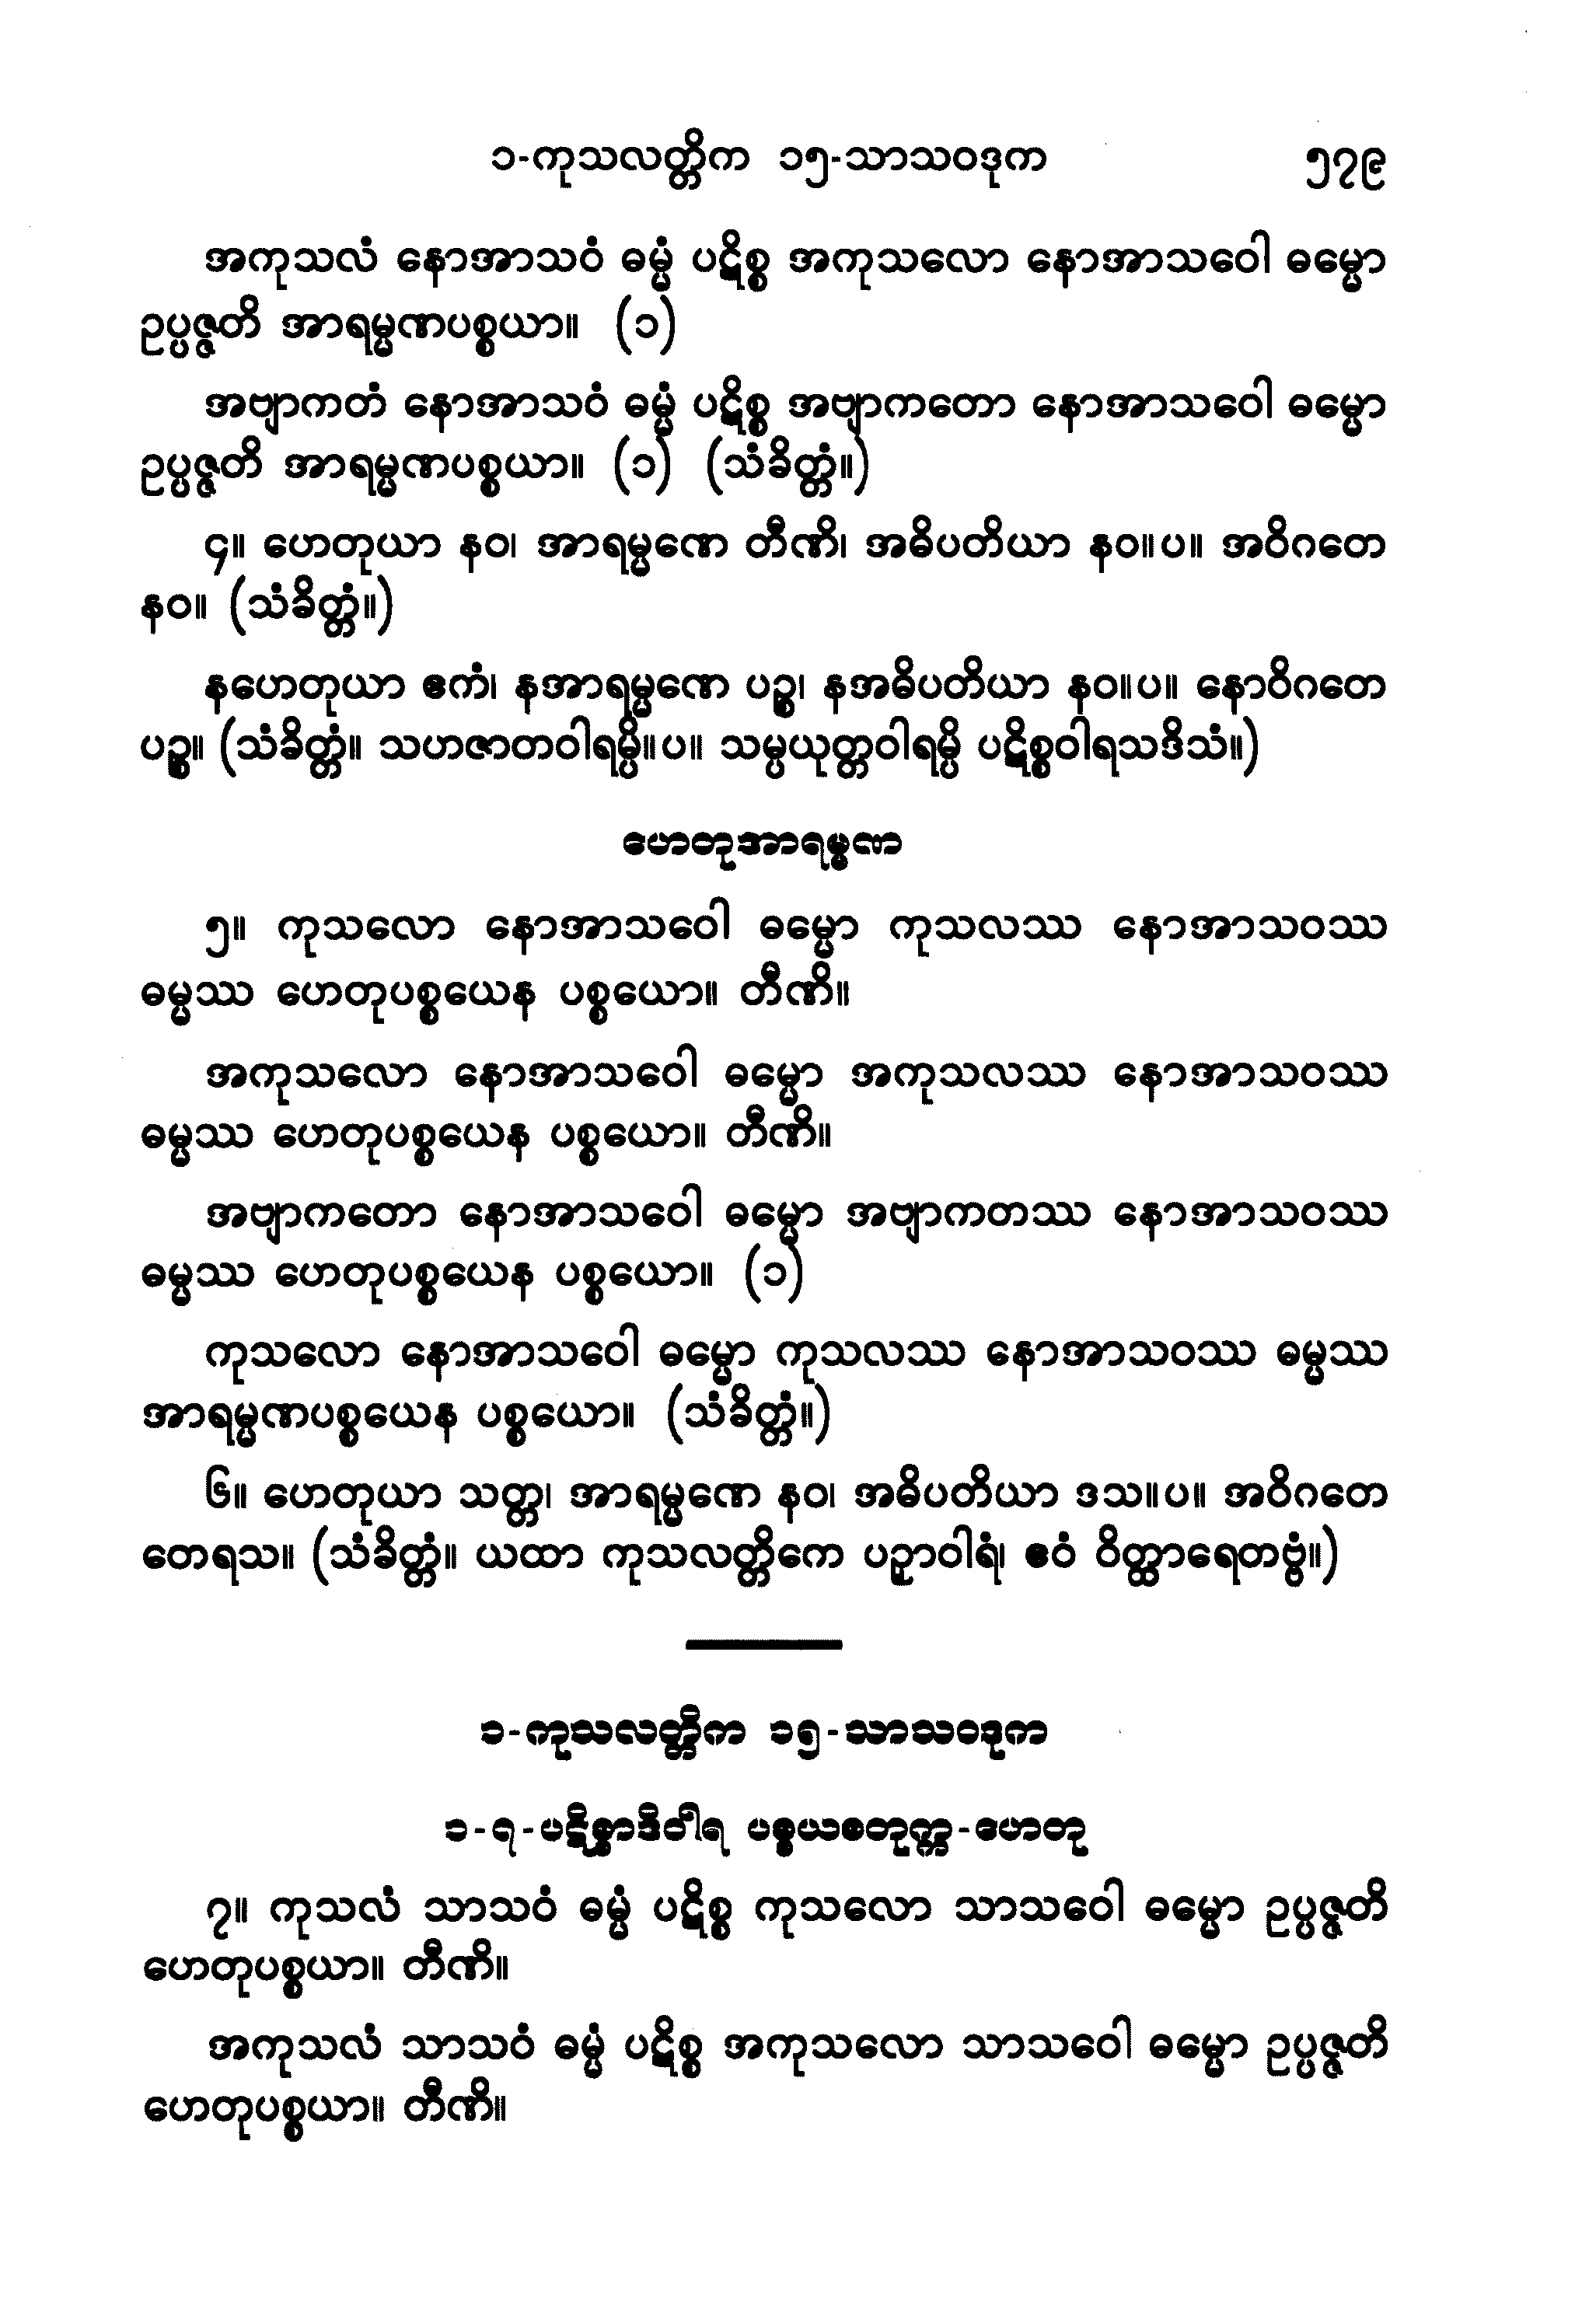 ၁-ကုသလတ္တိက ၁၅-သာသဝဒုက ၅၇၉
အကုသလံ နောအာသဝံ ဓမ္မံ ပဋိစ္စ အကုသလော နောအာသဝေါ ဓမ္မော
ဥပ္ပဇ္ဇတိ အာရမ္မဏပစ္စယာ။ (၁)
အဗျာကတံ နောအာသဝံ ဓမ္မံ ပဋိစ္စ အဗျာကတော နောအာသဝေါ ဓမ္မော
ဥပ္ပဇ္ဇတိ အာရမ္မဏပစ္စယာ။ (၁) (သံခိတ္တံ။)
၄။ ဟေတုယာ နဝ၊ အာရမ္မဏေ တီဏိ၊ အဓိပတိယာ နဝ။ပ။ အဝိဂတေ
နဝ။ (သံခိတ္တံ။)
နဟေတုယာ ဧကံ၊ နအာရမ္မဏေ ပဉ္စ၊ နအဓိပတိယာ နဝ။ပ။ နောဝိဂတေ
ပဉ္စ။ (သံခိတ္တံ။ သဟဇာတဝါရမ္ပိ။ပ။ သမ္ပယုတ္တဝါရမ္ပိ ပဋိစ္စဝါရသဒိသံ။)
ဟေတုအာရမ္မဏ
၅။ ကုသလော နောအာသဝေါ ဓမ္မော ကုသလဿ နောအာသဝဿ
ဓမ္မဿ ဟေတုပစ္စယေန ပစ္စယော။ တီဏိ။
အကုသလော နောအာသဝေါ ဓမ္မော အကုသလဿ နောအာသဝဿ
ဓမ္မဿ ဟေတုပစ္စယေန ပစ္စယော။ တီဏိ။
အဗျာကတော နောအာသဝေါ ဓမ္မော အဗျာကတဿ နောအာသဝဿ
ဓမ္မဿ ဟေတုပစ္စယေန ပစ္စယော။ (၁)
ကုသလော နောအာသဝေါ ဓမ္မော ကုသလဿ နောအာသဝဿ ဓမ္မဿ
အာရမ္မဏပစ္စယေန ပစ္စယော။ (သံခိတ္တံ။)
၆။ ဟေတုယာ သတ္တ၊ အာရမ္မဏေ နဝ၊ အဓိပတိယာ ဒသ။ပ။ အဝိဂတေ
တေရသ။ (သံခိတ္တံ။ ယထာ ကုသလတ္တိကေ ပဉှာဝါရံ၊ ဧဝံ ဝိတ္ထာရေတဗ္ဗံ။)
၁-ကုသလတ္တိက ၁၅-သာသဝဒုက
၁-၇-ပဋိစ္စာဒိဝါရ ပစ္စယစတုက္က-ဟေတု
၇။ ကုသလံ သာသဝံ ဓမ္မံ ပဋိစ္စ ကုသလော သာသဝေါ ဓမ္မော ဥပ္ပဇ္ဇတိ
ဟေတုပစ္စယာ။ တီဏိ။
အကုသလံ သာသဝံ ဓမ္မံ ပဋိစ္စ အကုသလော သာသဝေါ ဓမ္မော ဥပ္ပဇ္ဇတိ
ဟေတုပစ္စယာ။ တီဏိ။